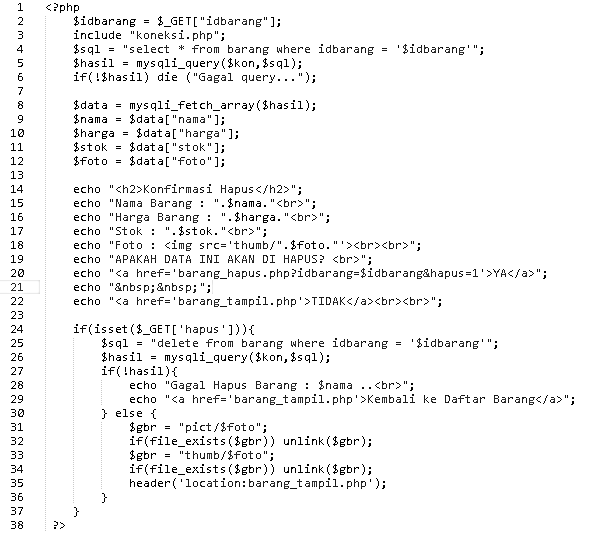 1 <?php
2 $idbarang = $_GET["idbarang"];
3 include "koneksi.php";
4 $sql = "select * from barang where idbarang = '$idbarang'";
5 $hasil = mysqli_query($kon,$sql);
6 if(!$hasil) die ("Gagal query...");
7
8 $data = mysqli_fetch_array($hasil);
9 $nama = $data["nama"];
10 $harga = $data["harga"];
11 $stok = $data["stok"];
12 $foto = $data["foto"];
13
14 echo "<h2>Konfirmasi Hapus</h2>";
15 echo "Nama Barang : ".$nama."<br>";
16 echo "Harga Barang : ".$harga."<br>";
17 echo "Stok : ".$stok."<br>";
18 echo "Foto : <img src='thumb/".$foto."'><br><br>";
19 echo "APAKAH DATA INI AKAN DI HAPUS? <br>";
20 echo "<a href='barang_hapus.php?idbarang=$idbarang&hapus=1'>YA</a>";
21 echo "&nbsp;&nbsp;";
22 echo "<a href='barang_tampil.php'>TIDAK</a><br><br>";
23
24 if(isset($_GET['hapus'])){
25 $sql = "delete from barang where idbarang = '$idbarang'";
26 $hasil = mysqli_query($kon,$sql);
27 if(!hasil){
28 echo "Gagal Hapus Barang : $nama ..<br>";
29 echo "<a href='barang_tampil.php'>Kembali ke Daftar Barang</a>";
30 } else {
31 $gbr = "pict/$foto";
32 if(file_exists($gbr)) unlink($gbr);
33 $gbr = "thumb/$foto";
34 if(file_exists($gbr)) unlink($gbr);
35 header('location:barang_tampil.php');
36 }
37 }
38 ?>